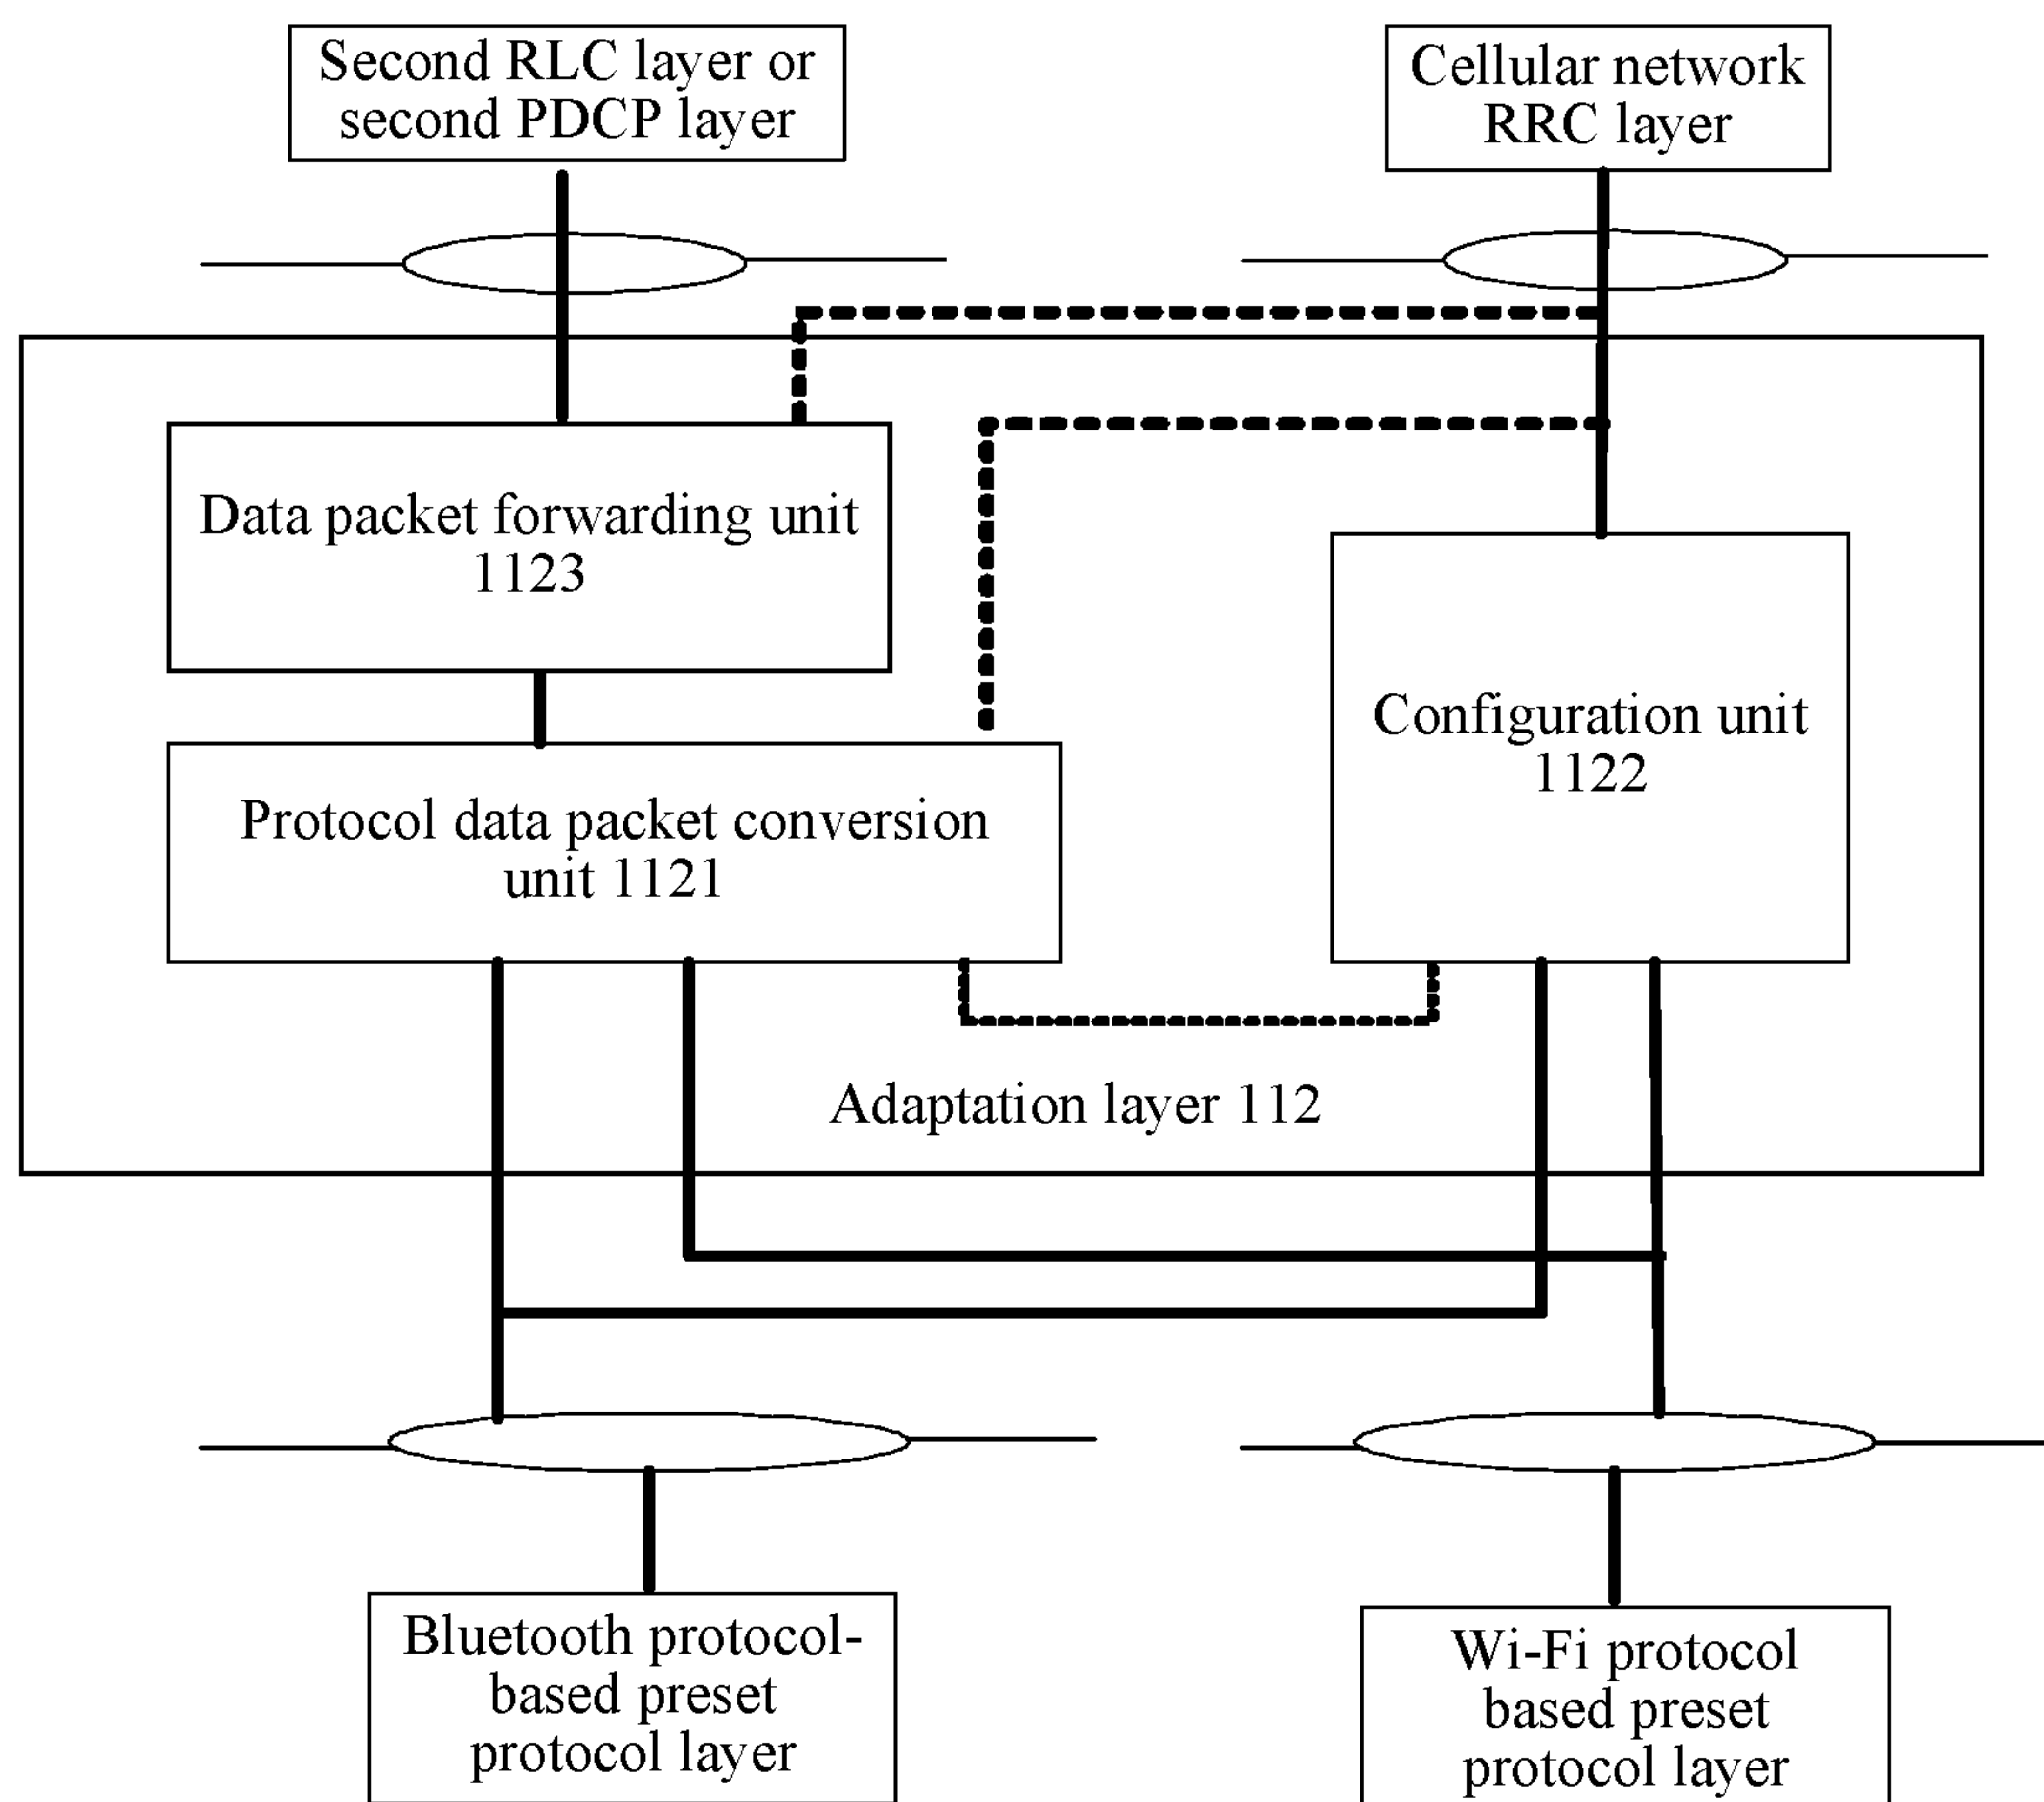 Second RLC layer or
second PDCP layer
Cellular network
RRC layer
Data packet forwarding unit
1123
Configuration unit
1122
Protocol data packet conversion
unit 1121
Adaptation layer 112
Bluetooth protocol-
based preset
protocol layer
Wi-Fi protocol
based preset
protocol layer